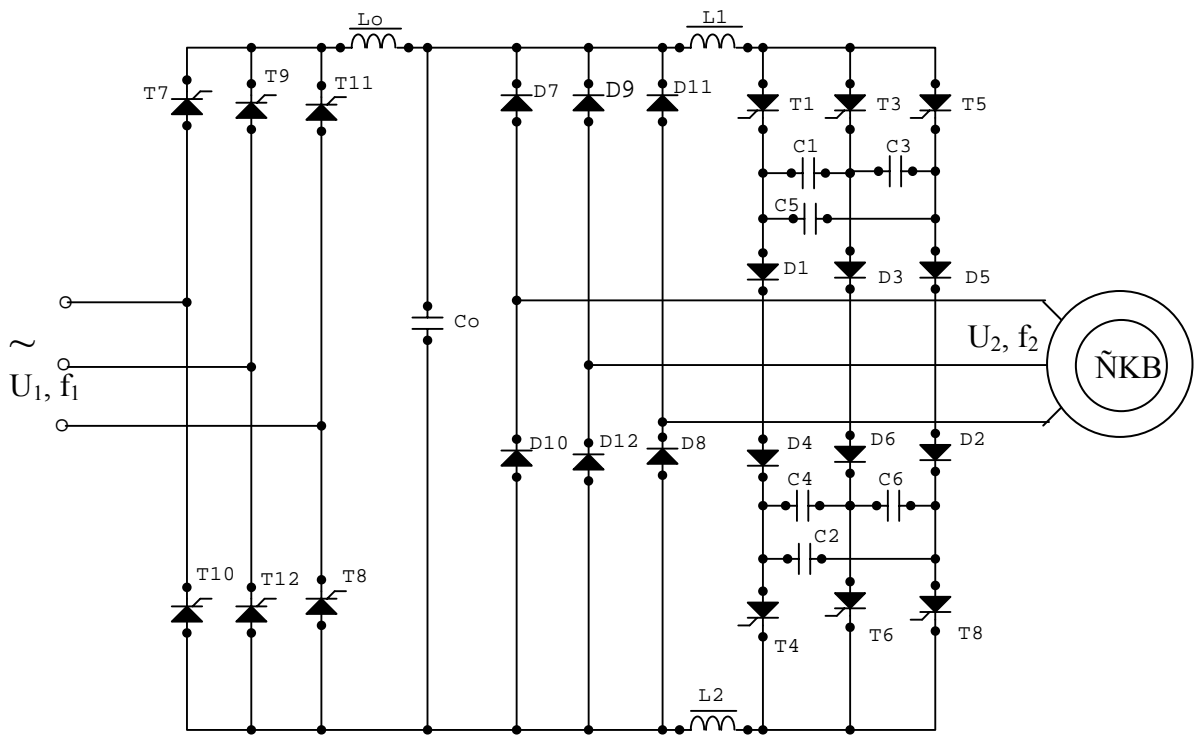 Lo
L1
T7
T9
T11
D7
D9
D11
T1
T3
T5
C1
C3
C5
D1
D3
D5
Co
~
U₁, f₁
U₂, f₂
ÑKB
D10
D12
D8
D4
D6
D2
C4
C6
C2
T10
T12
T8
T4
T6
T8
L2